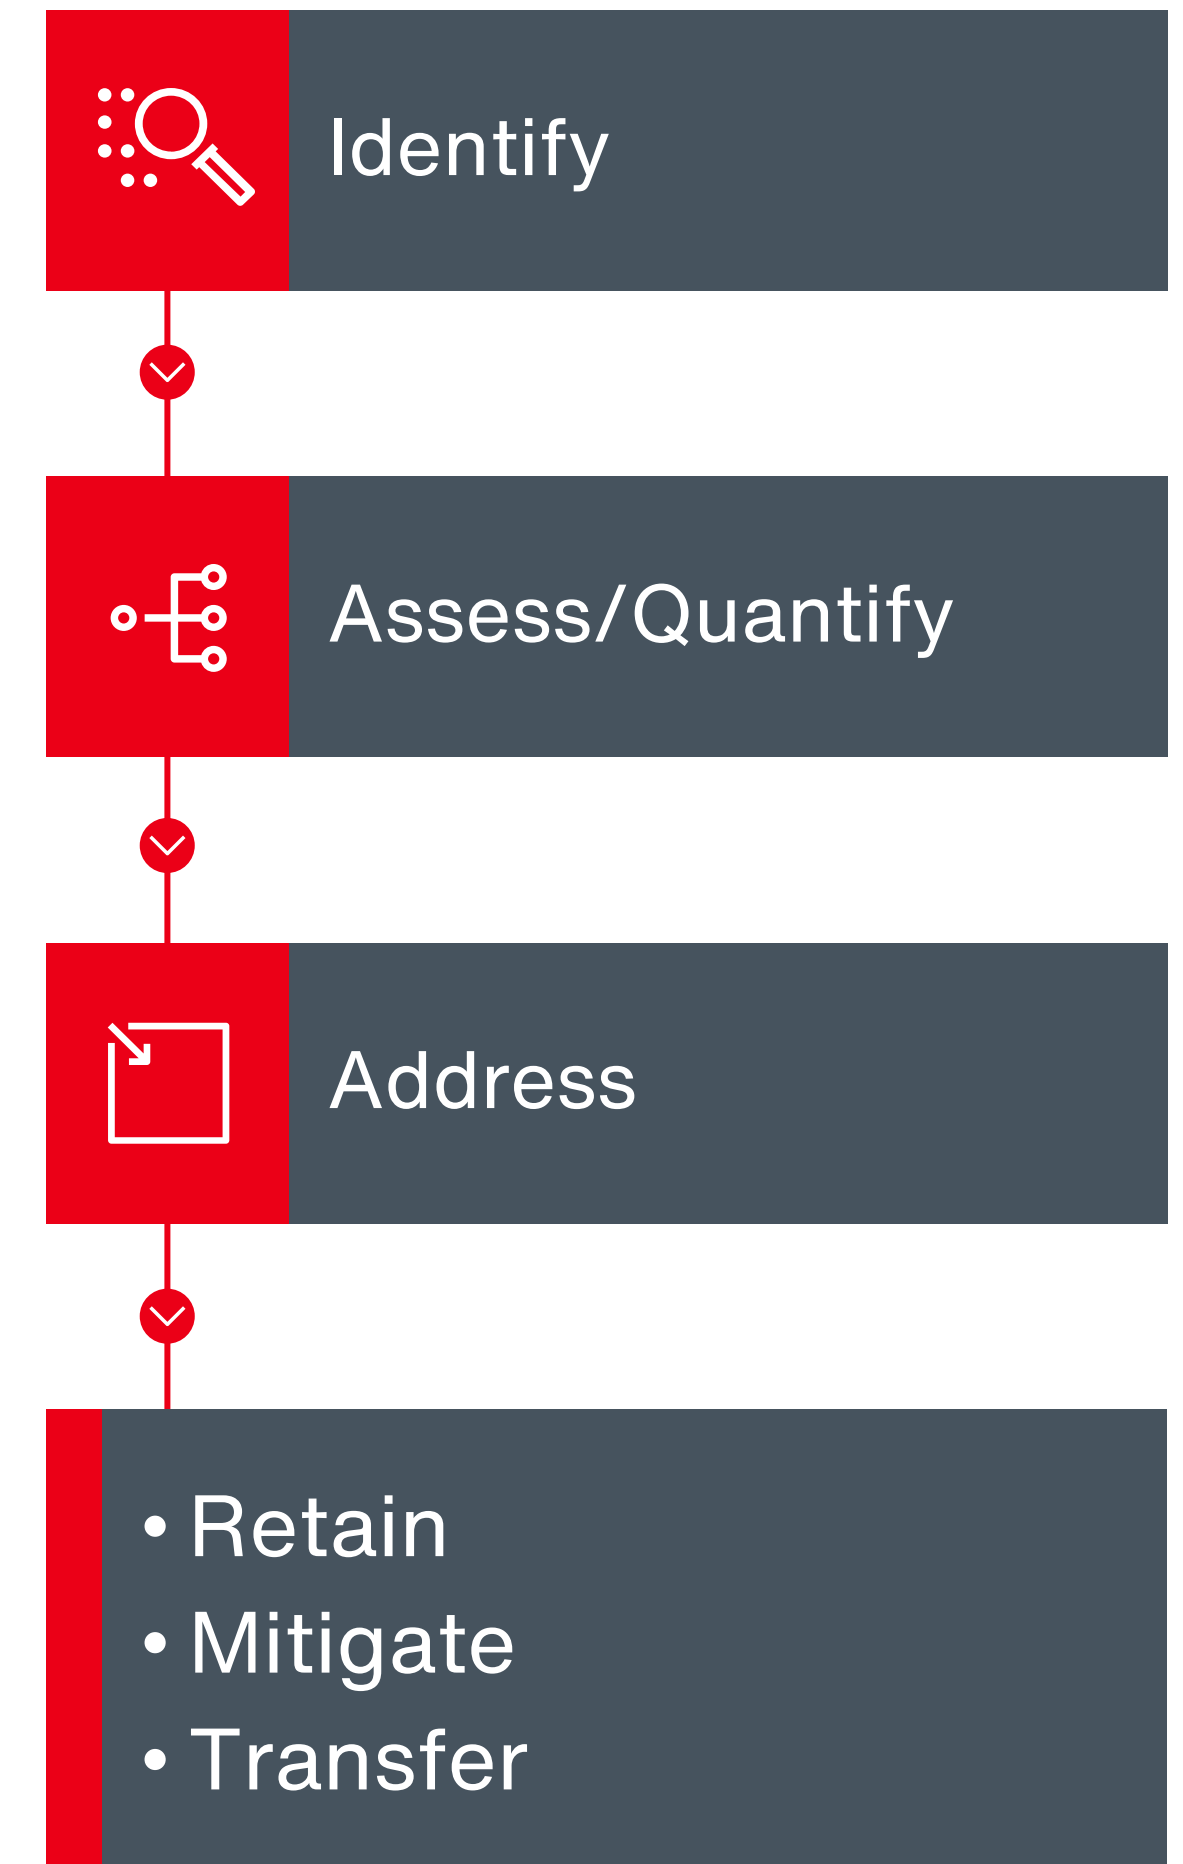 Identify
Assess/Quantify
Address
• Retain
• Mitigate
• Transfer